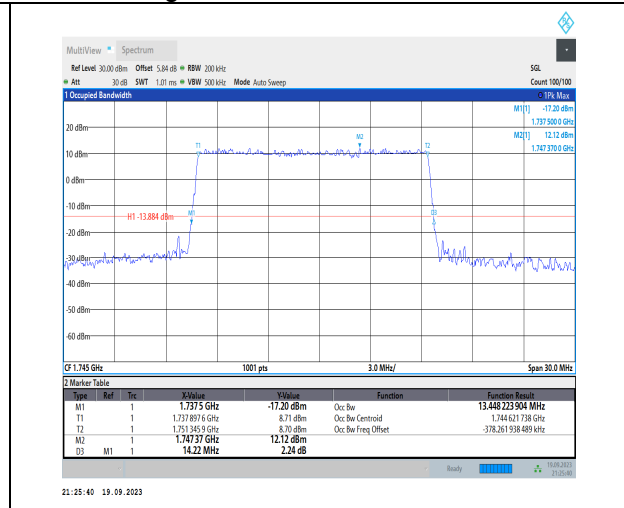 MultiView Spectrum
Ref Level 30.00 dBm Offset 5.84 dB RBW 200 kHz SGL
Att 30 dB SWT 1.01 ms VBW 500 kHz Mode Auto Sweep Count 100/100
1 Occupied Bandwidth 1Pk Max
M1[1] -17.20 dBm
1.737 500 0 GHz
M2[1] 12.12 dBm
1.747 370 0 GHz
20 dBm
M2
T1 T2
10 dBm
0 dBm
-10 dBm
M1 D3
H1 -13.884 dBm
-20 dBm
-30 dBm
-40 dBm
-50 dBm
-60 dBm
CF 1.745 GHz 1001 pts 3.0 MHz/ Span 30.0 MHz
2 Marker Table
Type Ref Trc X-Value Y-Value Function Function Result
M1 1 1.737 5 GHz -17.20 dBm Occ Bw 13.448 223 904 MHz
T1 1 1.737 897 6 GHz 8.71 dBm Occ Bw Centroid 1.744 621 738 GHz
T2 1 1.751 345 9 GHz 8.70 dBm Occ Bw Freq Offset -378.261 938 489 kHz
M2 1 1.747 37 GHz 12.12 dBm
D3 M1 1 14.22 MHz 2.24 dB
Ready 19.09.2023
21:25:40
21:25:40 19.09.2023